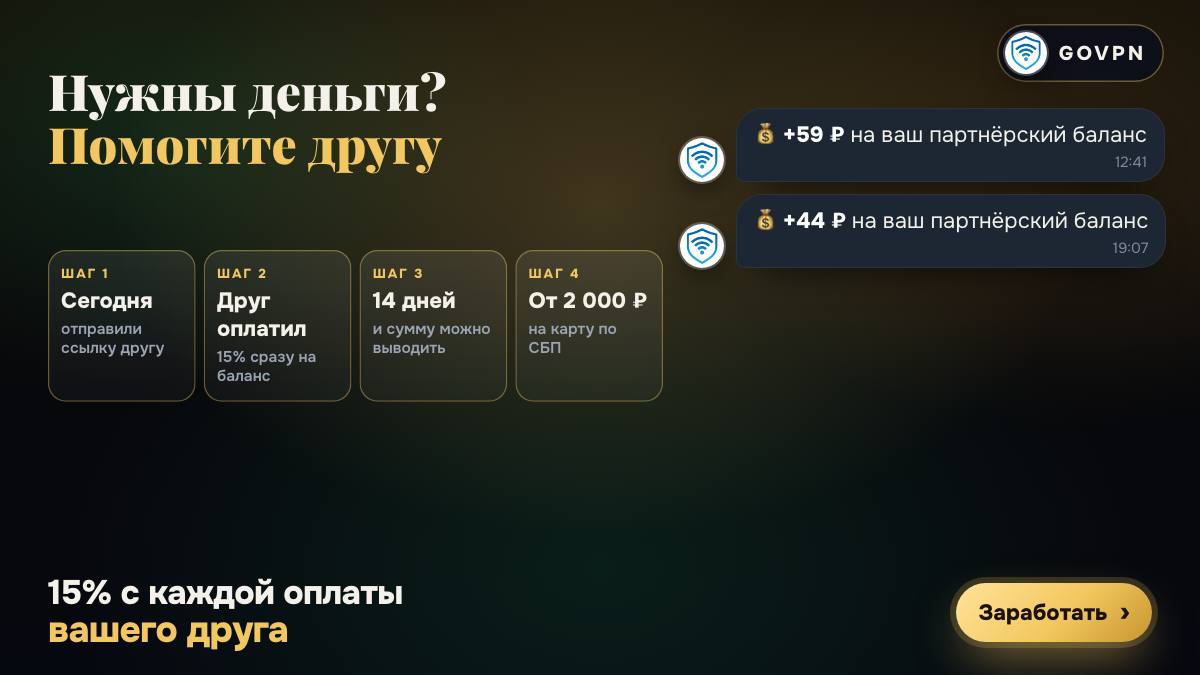 GOVPN
Нужны деньги?
Помогите другу
💰 +59 ₽ на ваш партнёрский баланс
12:41
💰 +44 ₽ на ваш партнёрский баланс
19:07
ШАГ 1
Сегодня
отправили
ссылку другу
ШАГ 2
Друг
оплатил
15% сразу на
баланс
ШАГ 3
14 дней
и сумму можно
выводить
ШАГ 4
От 2 000 ₽
на карту по
СБП
15% с каждой оплаты
вашего друга
Заработать ›